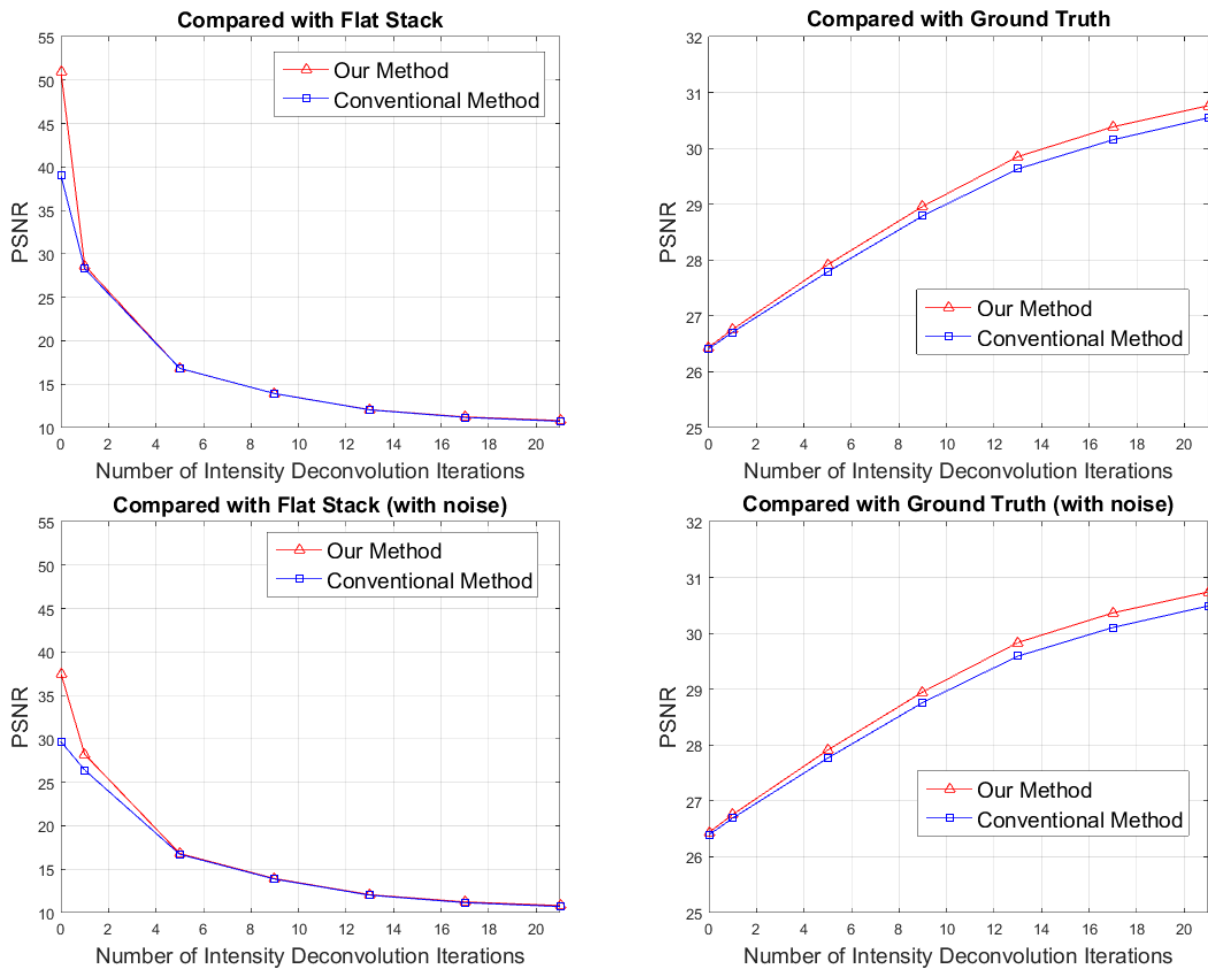 Compared with Flat Stack
55
50
45
40
35
30
25
20
15
10
PSNR
Our Method
Conventional Method
0 2 4 6 8 10 12 14 16 18 20
Number of Intensity Deconvolution Iterations
Compared with Ground Truth
32
31
30
29
28
27
26
25
PSNR
Our Method
Conventional Method
0 2 4 6 8 10 12 14 16 18 20
Number of Intensity Deconvolution Iterations
Compared with Flat Stack (with noise)
55
50
45
40
35
30
25
20
15
10
PSNR
Our Method
Conventional Method
0 2 4 6 8 10 12 14 16 18 20
Number of Intensity Deconvolution Iterations
Compared with Ground Truth (with noise)
32
31
30
29
28
27
26
25
PSNR
Our Method
Conventional Method
0 2 4 6 8 10 12 14 16 18 20
Number of Intensity Deconvolution Iterations